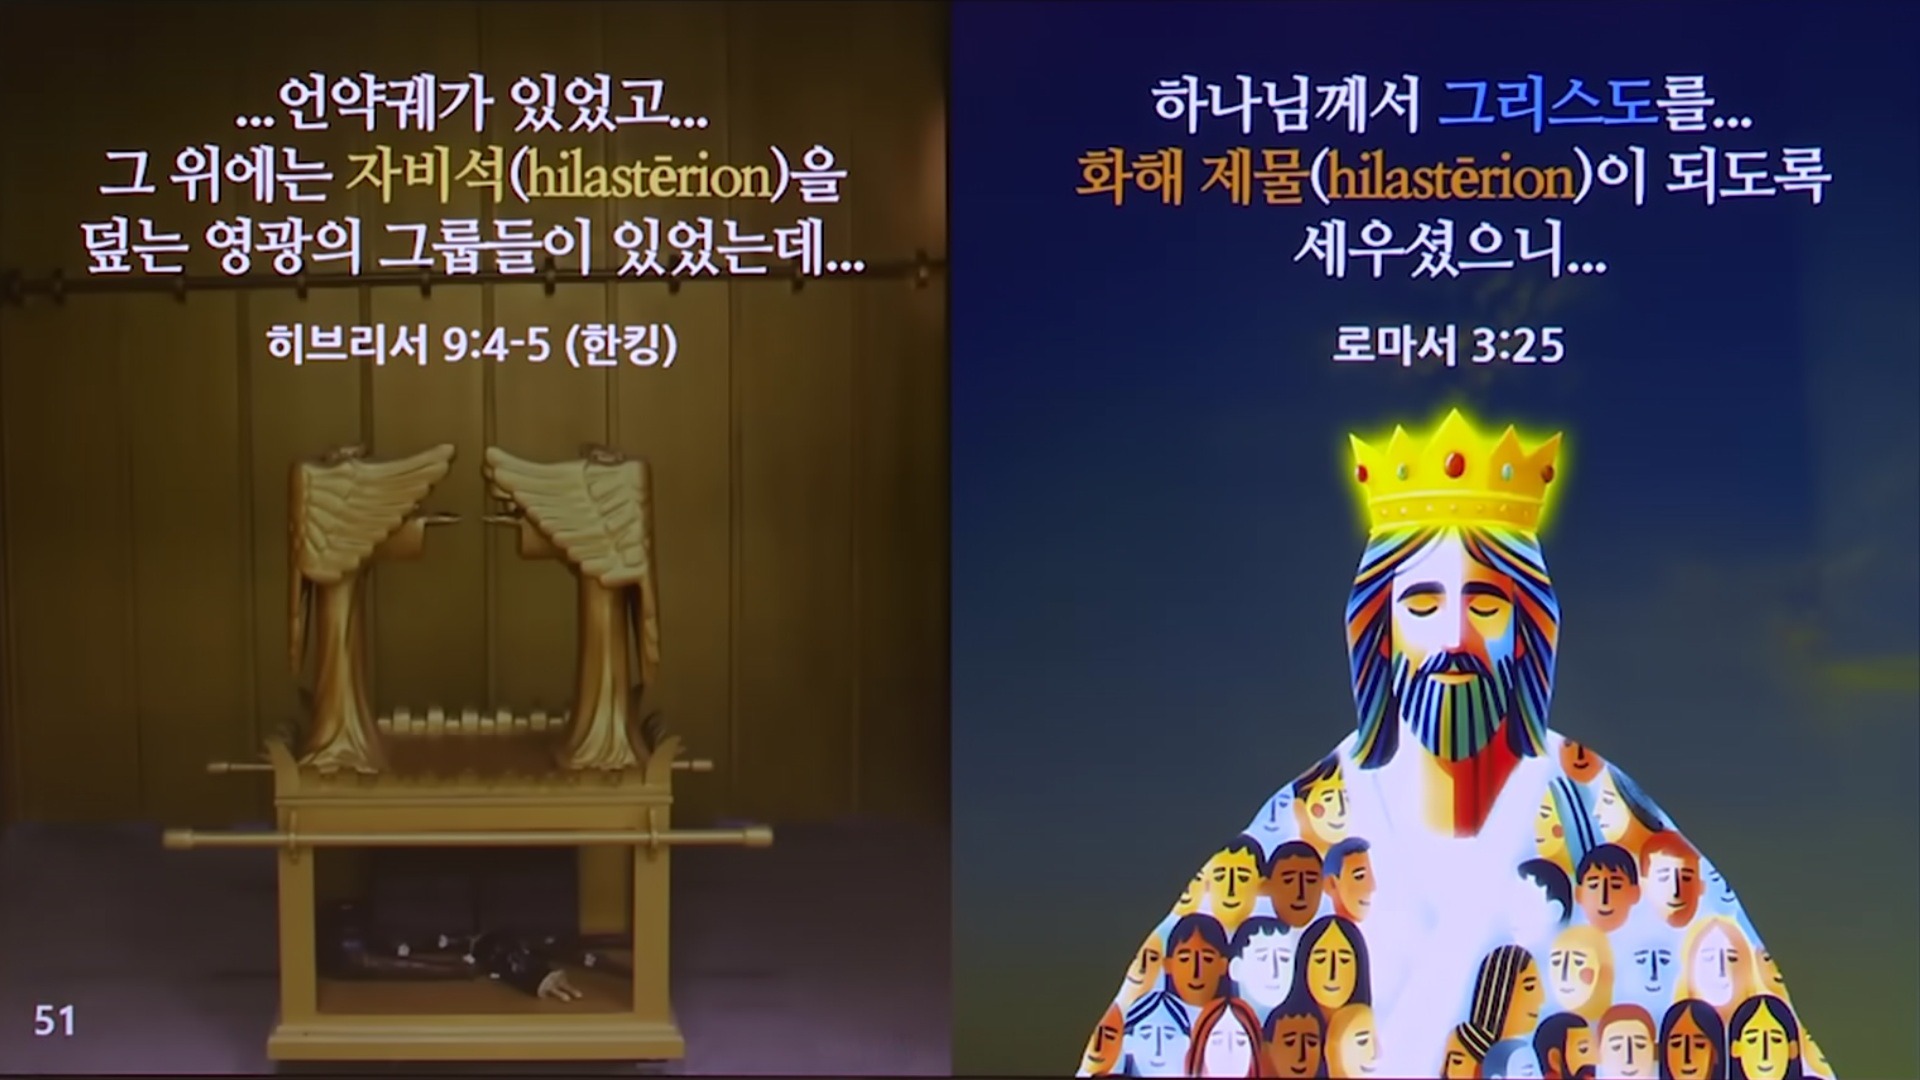 ...언약궤가 있었고...
그 위에는 자비석(hilastērion)을
덮는 영광의 그룹들이 있었는데...
히브리서 9:4-5 (한킹)
51
하나님께서 그리스도를...
화해 제물(hilastērion)이 되도록
세우셨으니...
로마서 3:25